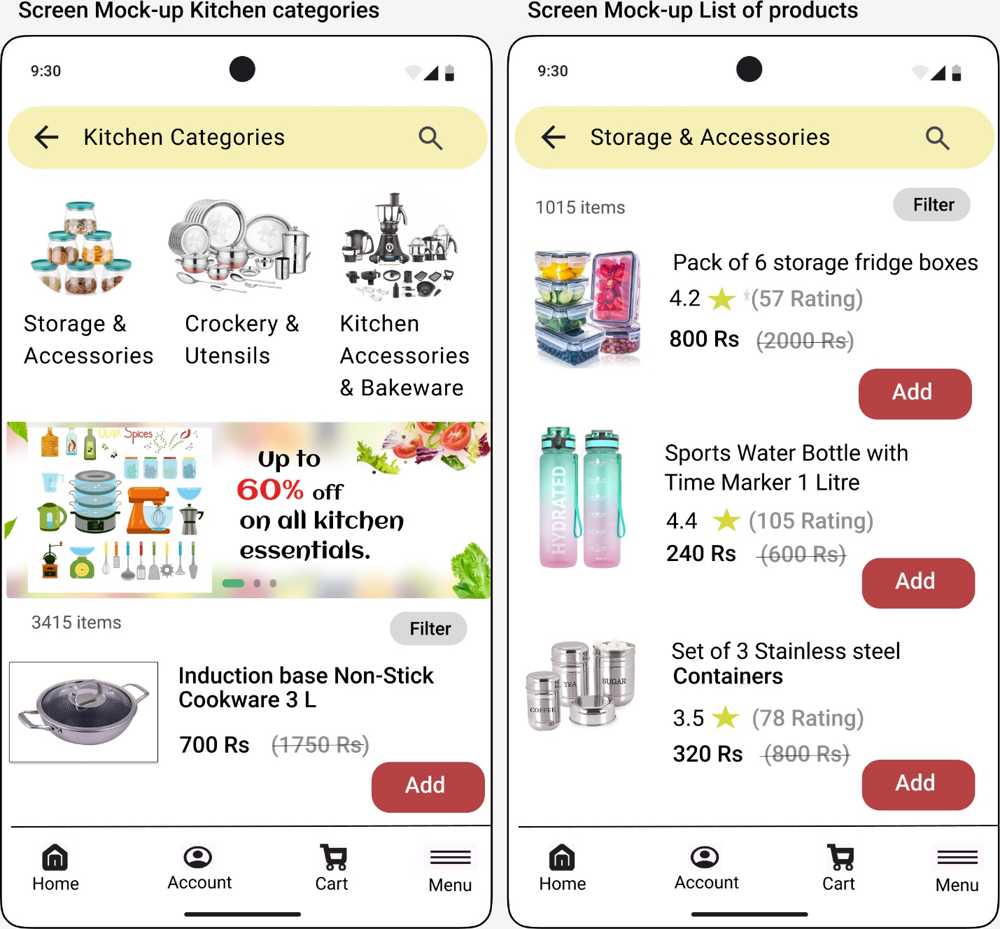 Screen Mock-up Kitchen categories
9:30
Kitchen Categories
Storage &
Accessories
Crockery &
Utensils
Kitchen
Accessories
& Bakeware
OLIVA Spices
Up to
60% off
on all kitchen
essentials.
3415 items
Filter
Induction base Non-Stick
Cookware 3 L
700 Rs (1750 Rs)
Add
Home
Account
Cart
Menu
Screen Mock-up List of products
9:30
Storage & Accessories
1015 items
Filter
Pack of 6 storage fridge boxes
4.2 (57 Rating)
800 Rs (2000 Rs)
Add
HYDRATED
Sports Water Bottle with
Time Marker 1 Litre
4.4 (105 Rating)
240 Rs (600 Rs)
Add
TEA
SUGAR
COFFEE
Set of 3 Stainless steel
Containers
3.5 (78 Rating)
320 Rs (800 Rs)
Add
Home
Account
Cart
Menu